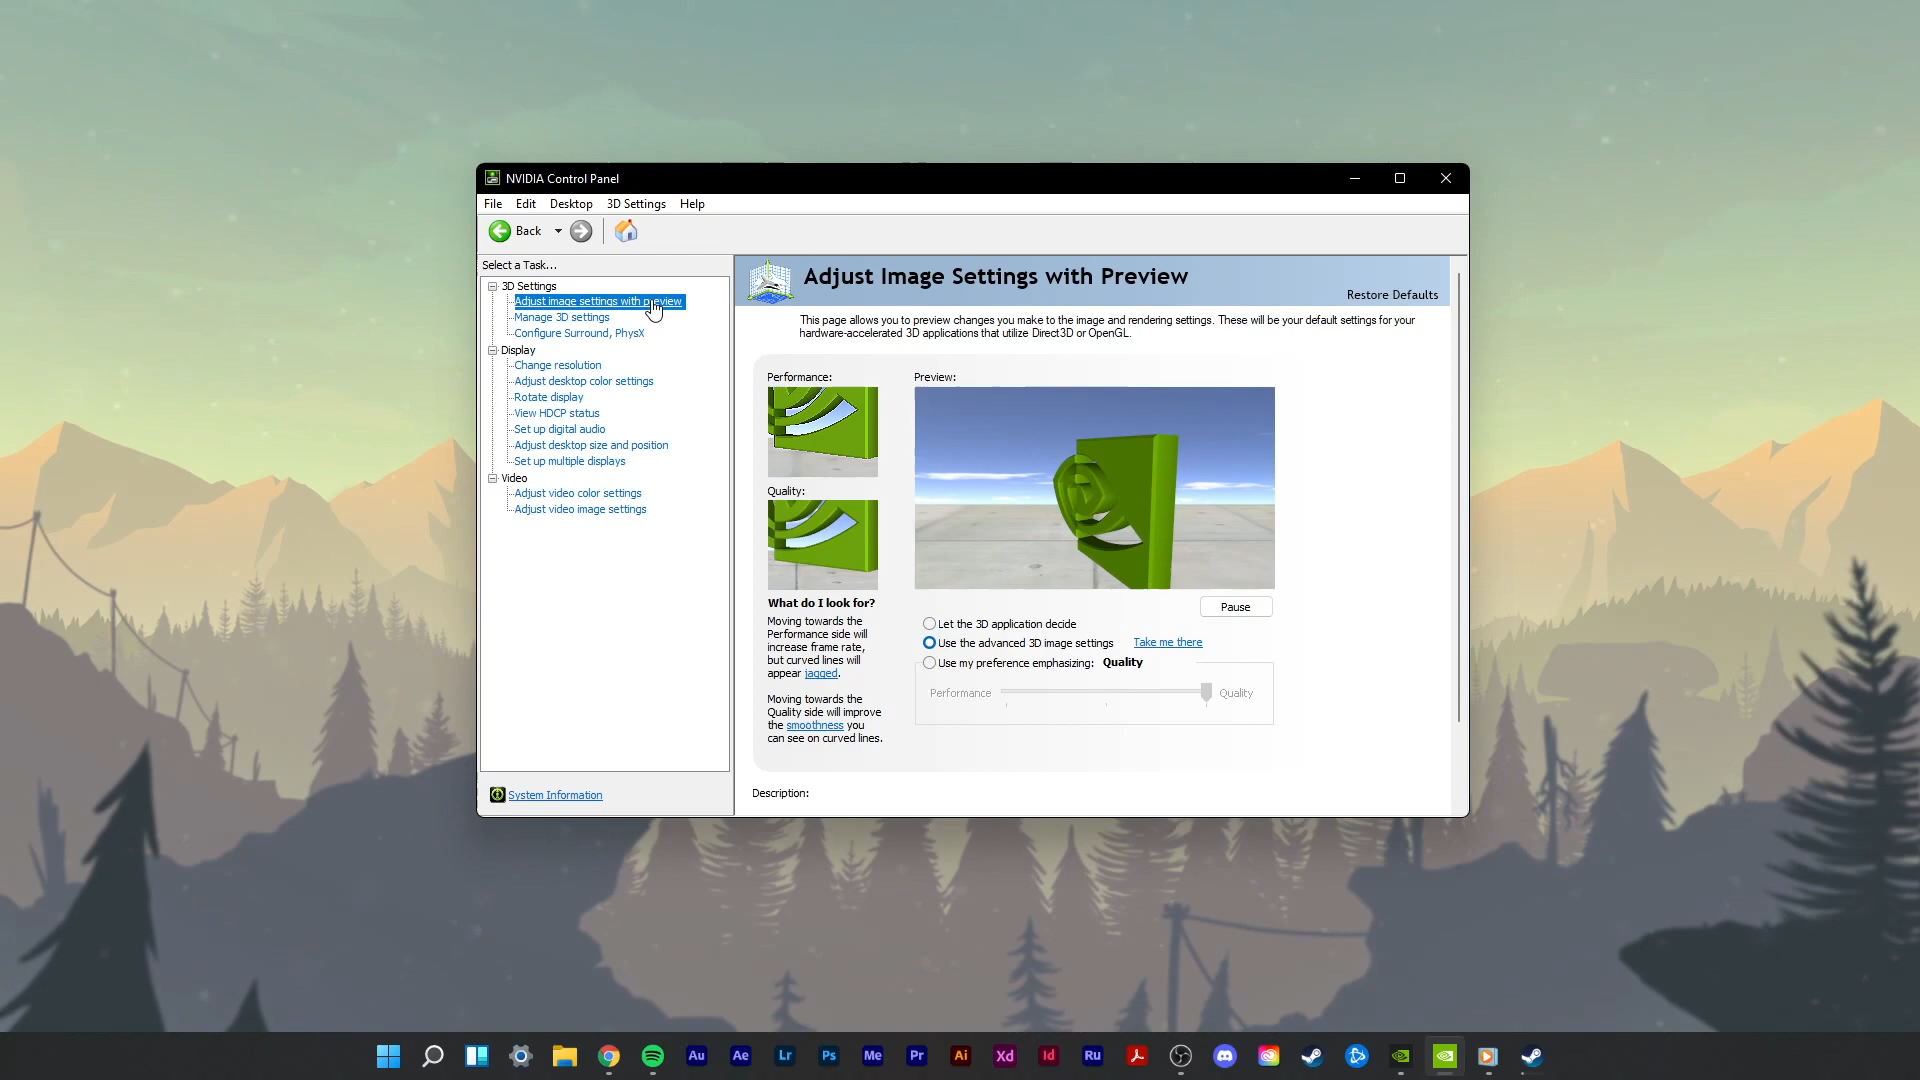 NVIDIA Control Panel
File Edit Desktop 3D Settings Help
Back
Select a Task...
3D Settings
Adjust image settings with preview
Manage 3D settings
Configure Surround, PhysX
Display
Change resolution
Adjust desktop color settings
Rotate display
View HDCP status
Set up digital audio
Adjust desktop size and position
Set up multiple displays
Video
Adjust video color settings
Adjust video image settings
System Information
Adjust Image Settings with Preview
Restore Defaults
This page allows you to preview changes you make to the image and rendering settings. These will be your default settings for your
hardware-accelerated 3D applications that utilize Direct3D or OpenGL.
Performance:
Quality:
What do I look for?
Moving towards the
Performance side will
increase frame rate,
but curved lines will
appear jagged.
Moving towards the
Quality side will improve
the smoothness you
can see on curved lines.
Preview:
Pause
Let the 3D application decide
Use the advanced 3D image settings Take me there
Use my preference emphasizing: Quality
Performance Quality
Description:
Au Ae Lr Ps Me Pr Ai Xd Id Ru